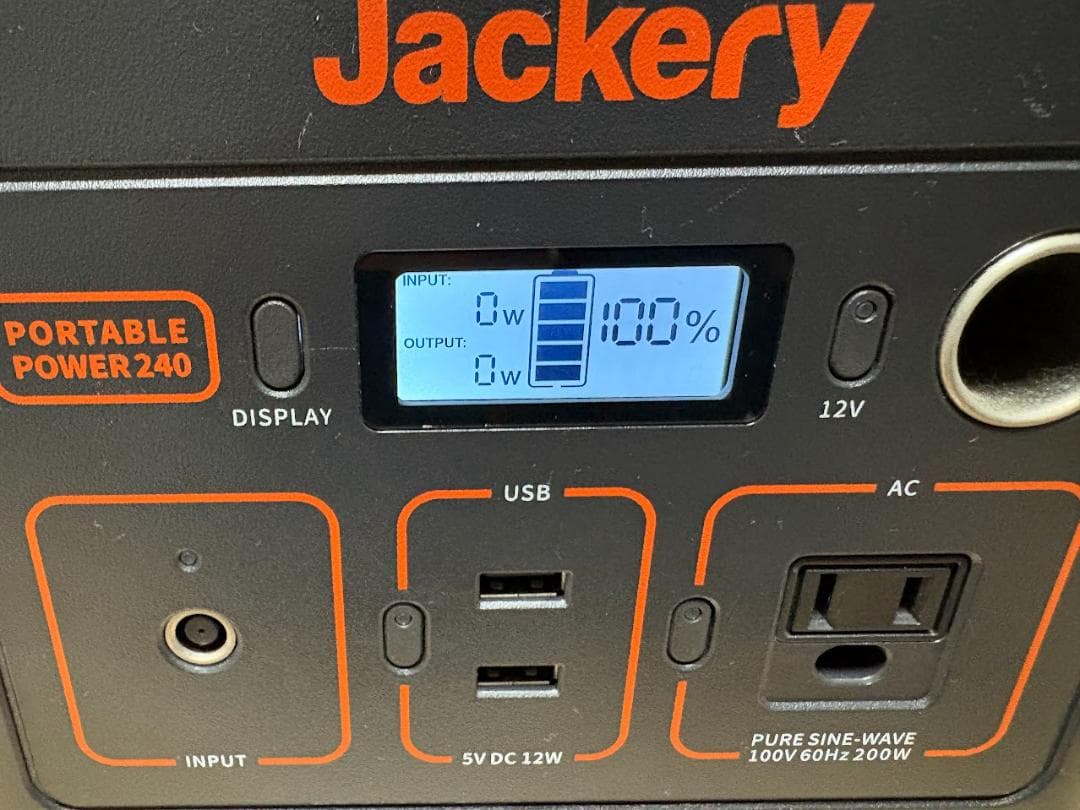 Jackery
PORTABLE
POWER 240
DISPLAY
INPUT:
0W
OUTPUT:
0W
100%
12V
INPUT
USB
5V DC 12W
AC
PURE SINE-WAVE
100V 60Hz 200W